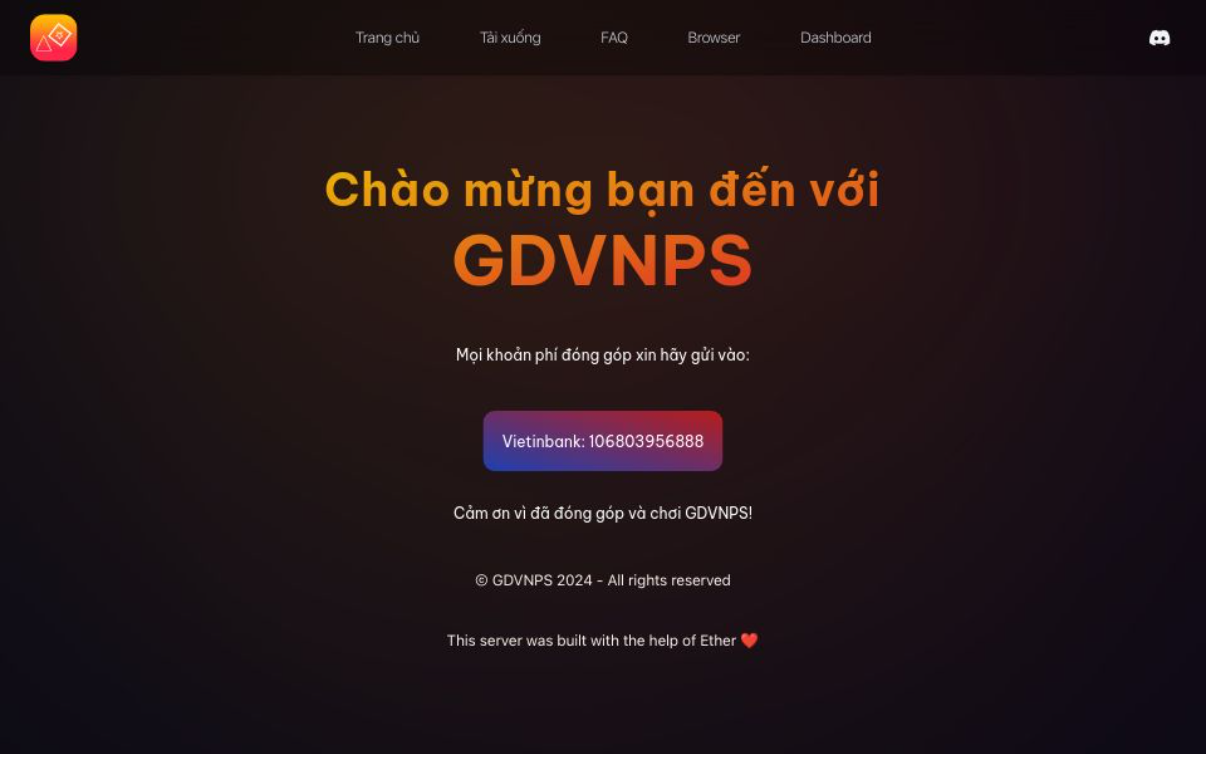 Trang chủ Tải xuống FAQ Browser Dashboard
Chào mừng bạn đến với
GDVNPS
Mọi khoản phí đóng góp xin hãy gửi vào:
Vietinbank: 106803956888
Cảm ơn vì đã đóng góp và chơi GDVNPS!
© GDVNPS 2024 - All rights reserved
This server was built with the help of Ether ❤️